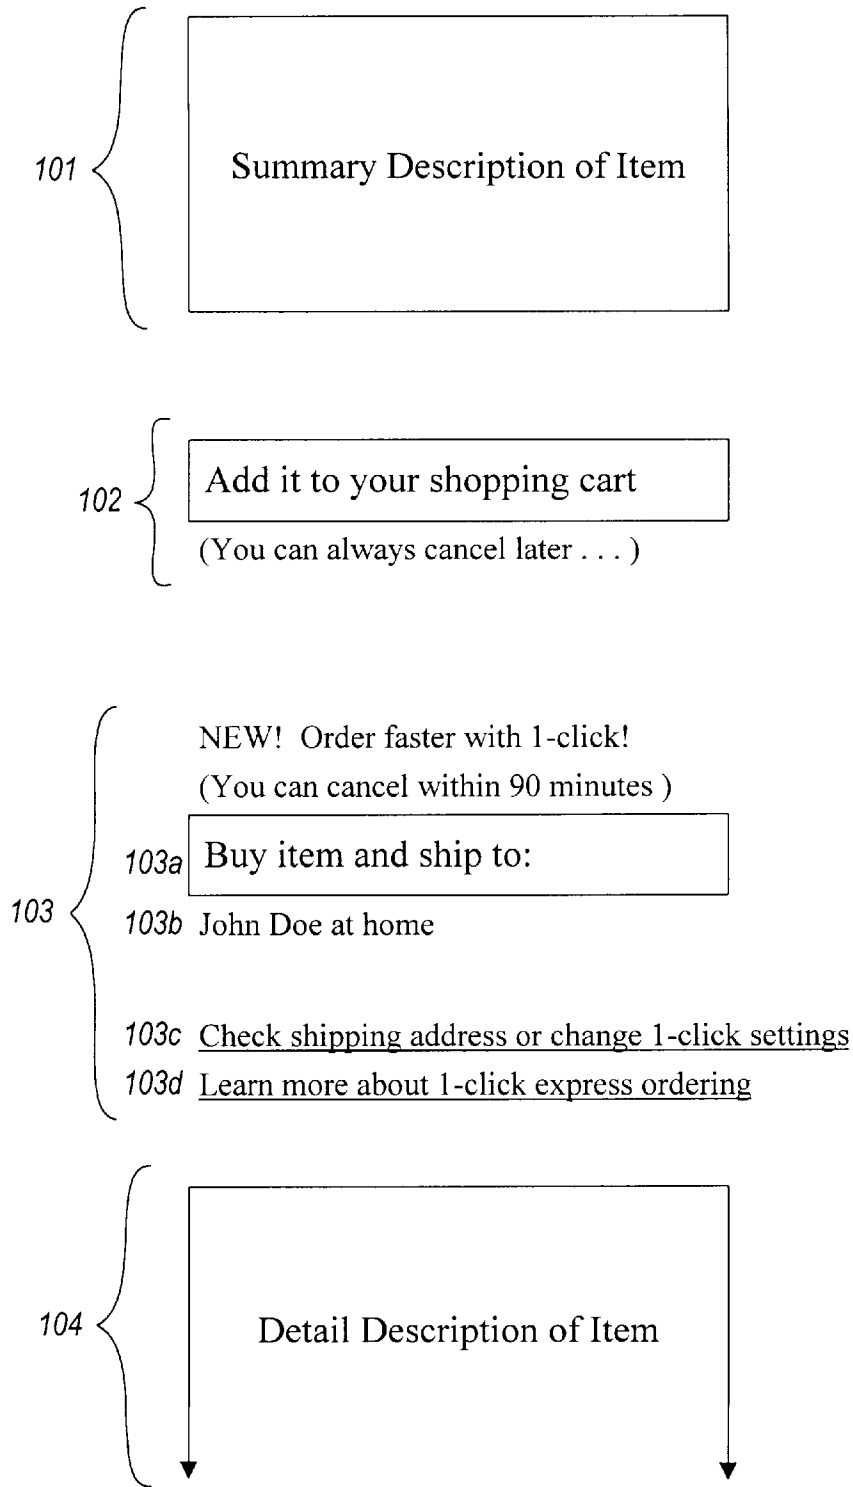 101 Summary Description of Item
102 Add it to your shopping cart
(You can always cancel later . . . )
NEW!  Order faster with 1-click!
(You can cancel within 90 minutes )
103a Buy item and ship to:
103 103b John Doe at home
103c Check shipping address or change 1-click settings
103d Learn more about 1-click express ordering
104 Detail Description of Item